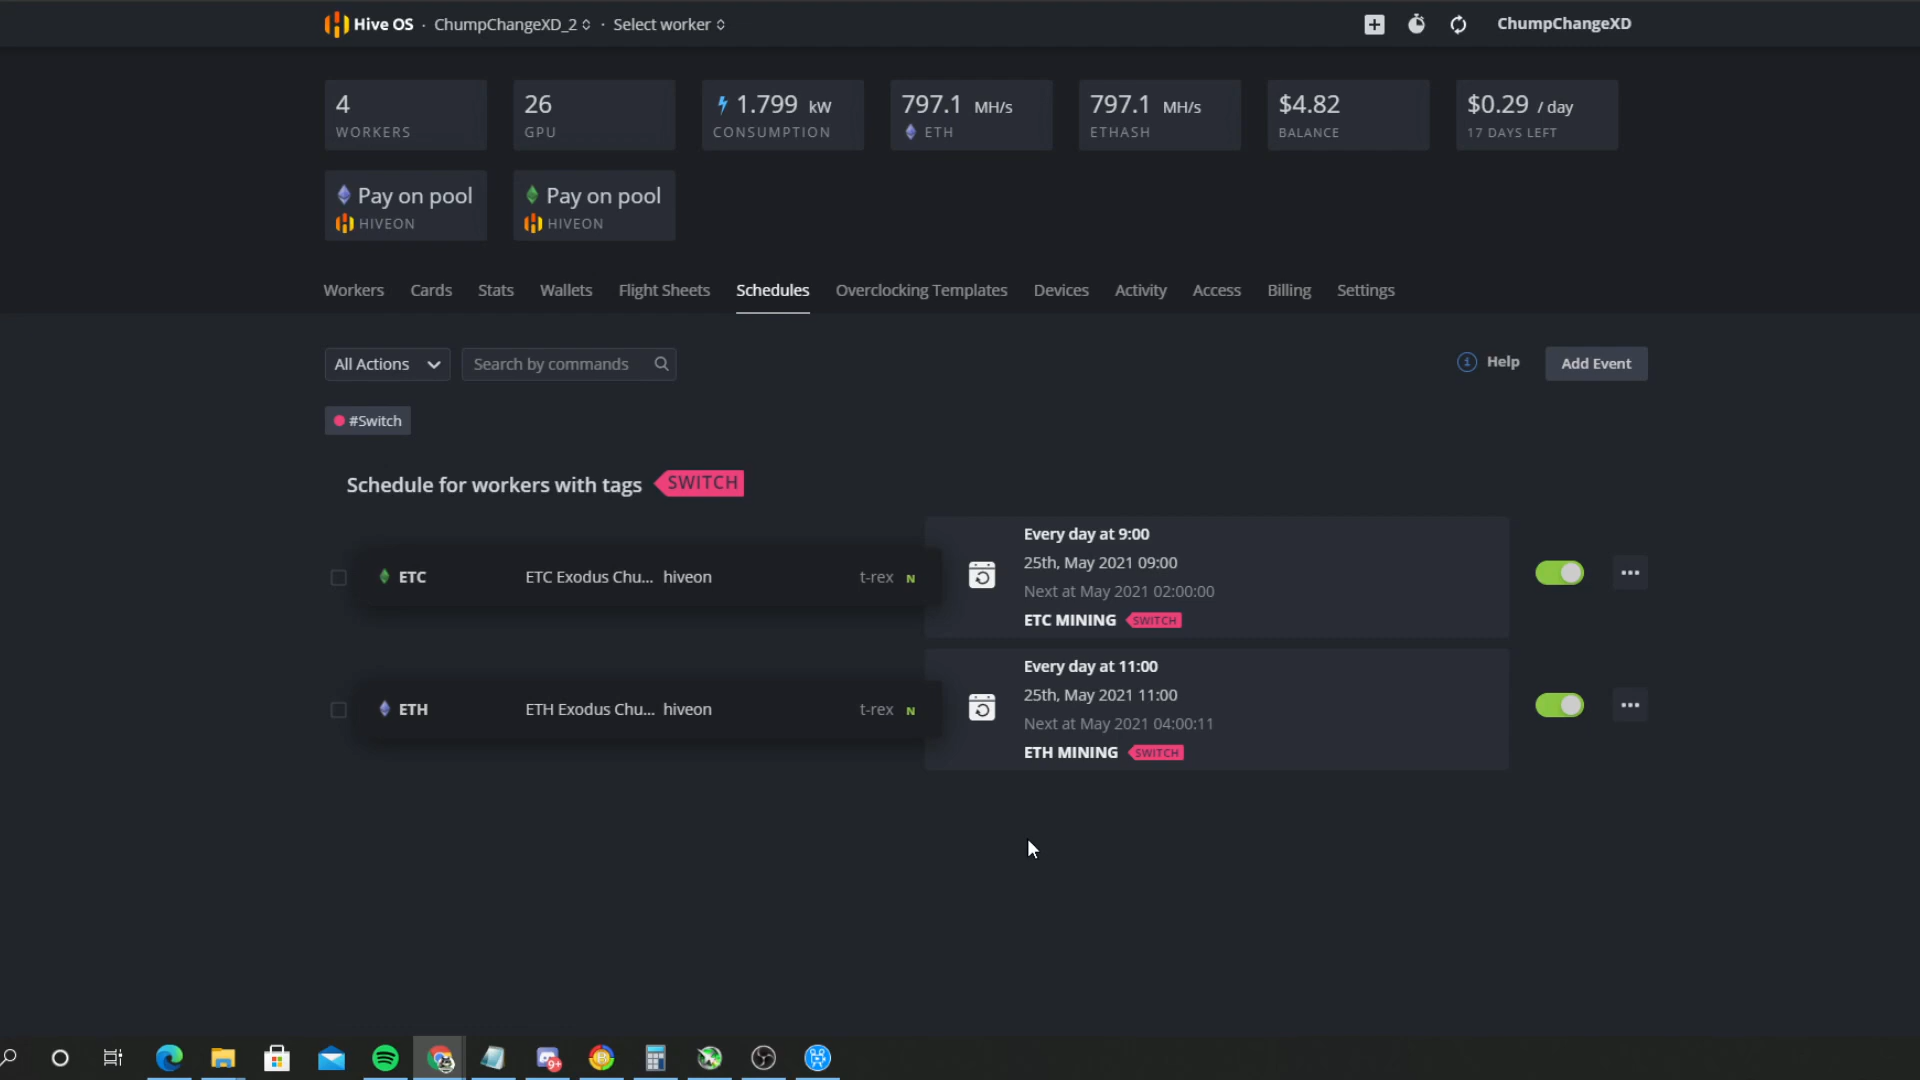 Hive OS · ChumpChangeXD_2 · Select worker
ChumpChangeXD
4
WORKERS
26
GPU
1.799 kW
CONSUMPTION
797.1 MH/s
ETH
797.1 MH/s
ETHASH
$4.82
BALANCE
$0.29 / day
17 DAYS LEFT
Pay on pool
HIVEON
Pay on pool
HIVEON
Workers Cards Stats Wallets Flight Sheets Schedules Overclocking Templates Devices Activity Access Billing Settings
All Actions
Search by commands
Help
Add Event
#Switch
Schedule for workers with tags SWITCH
ETC ETC Exodus Chu... hiveon t-rex N
Every day at 9:00
25th, May 2021 09:00
Next at May 2021 02:00:00
ETC MINING SWITCH
ETH ETH Exodus Chu... hiveon t-rex N
Every day at 11:00
25th, May 2021 11:00
Next at May 2021 04:00:11
ETH MINING SWITCH
9+